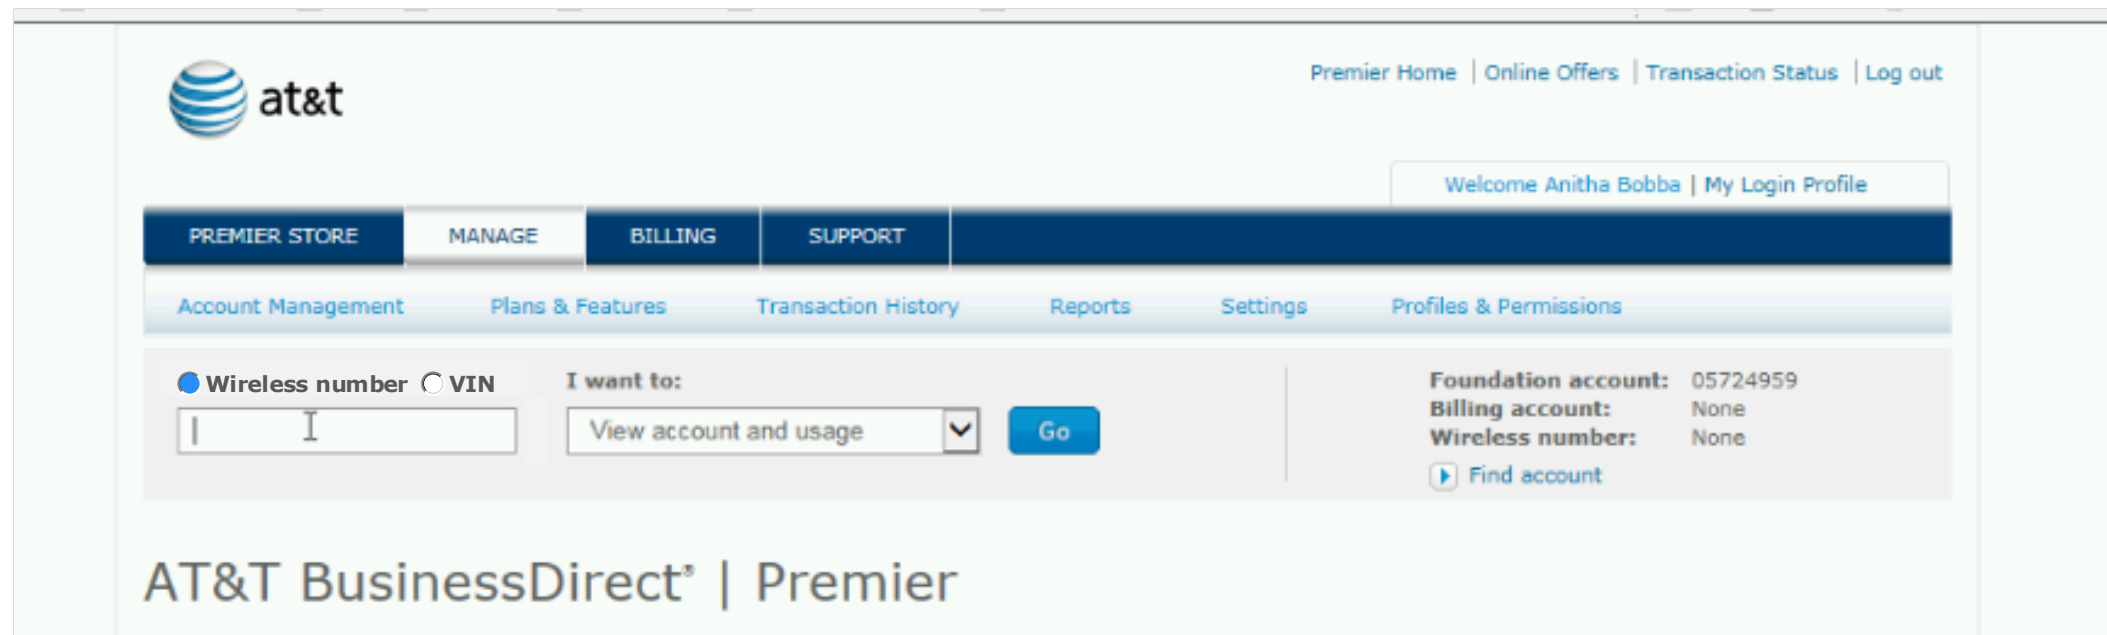 at&t
Premier Home | Online Offers | Transaction Status | Log out
Welcome Anitha Bobba | My Login Profile
PREMIER STORE MANAGE BILLING SUPPORT
Account Management Plans & Features Transaction History Reports Settings Profiles & Permissions
Wireless number VIN I want to:
View account and usage Go
Foundation account: 05724959
Billing account: None
Wireless number: None
Find account
AT&T BusinessDirect® | Premier